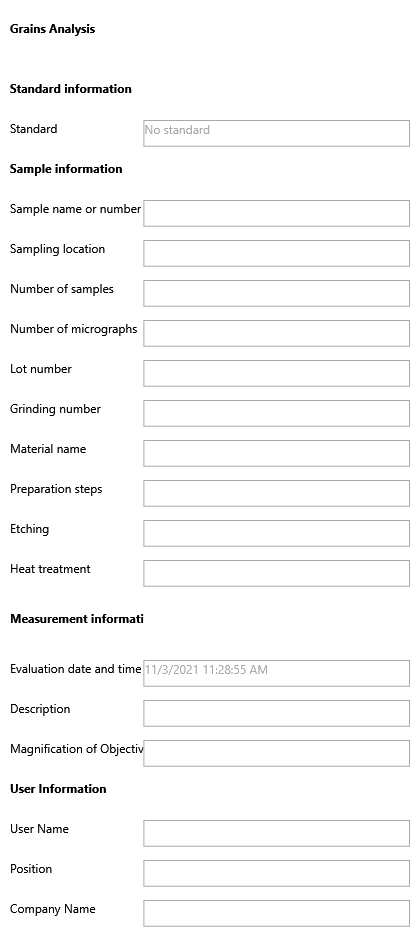 Grains Analysis
Standard information
Standard No standard
Sample information
Sample name or number
Sampling location
Number of samples
Number of micrographs
Lot number
Grinding number
Material name
Preparation steps
Etching
Heat treatment
Measurement informati
Evaluation date and time 11/3/2021 11:28:55 AM
Description
Magnification of Objectiv
User Information
User Name
Position
Company Name